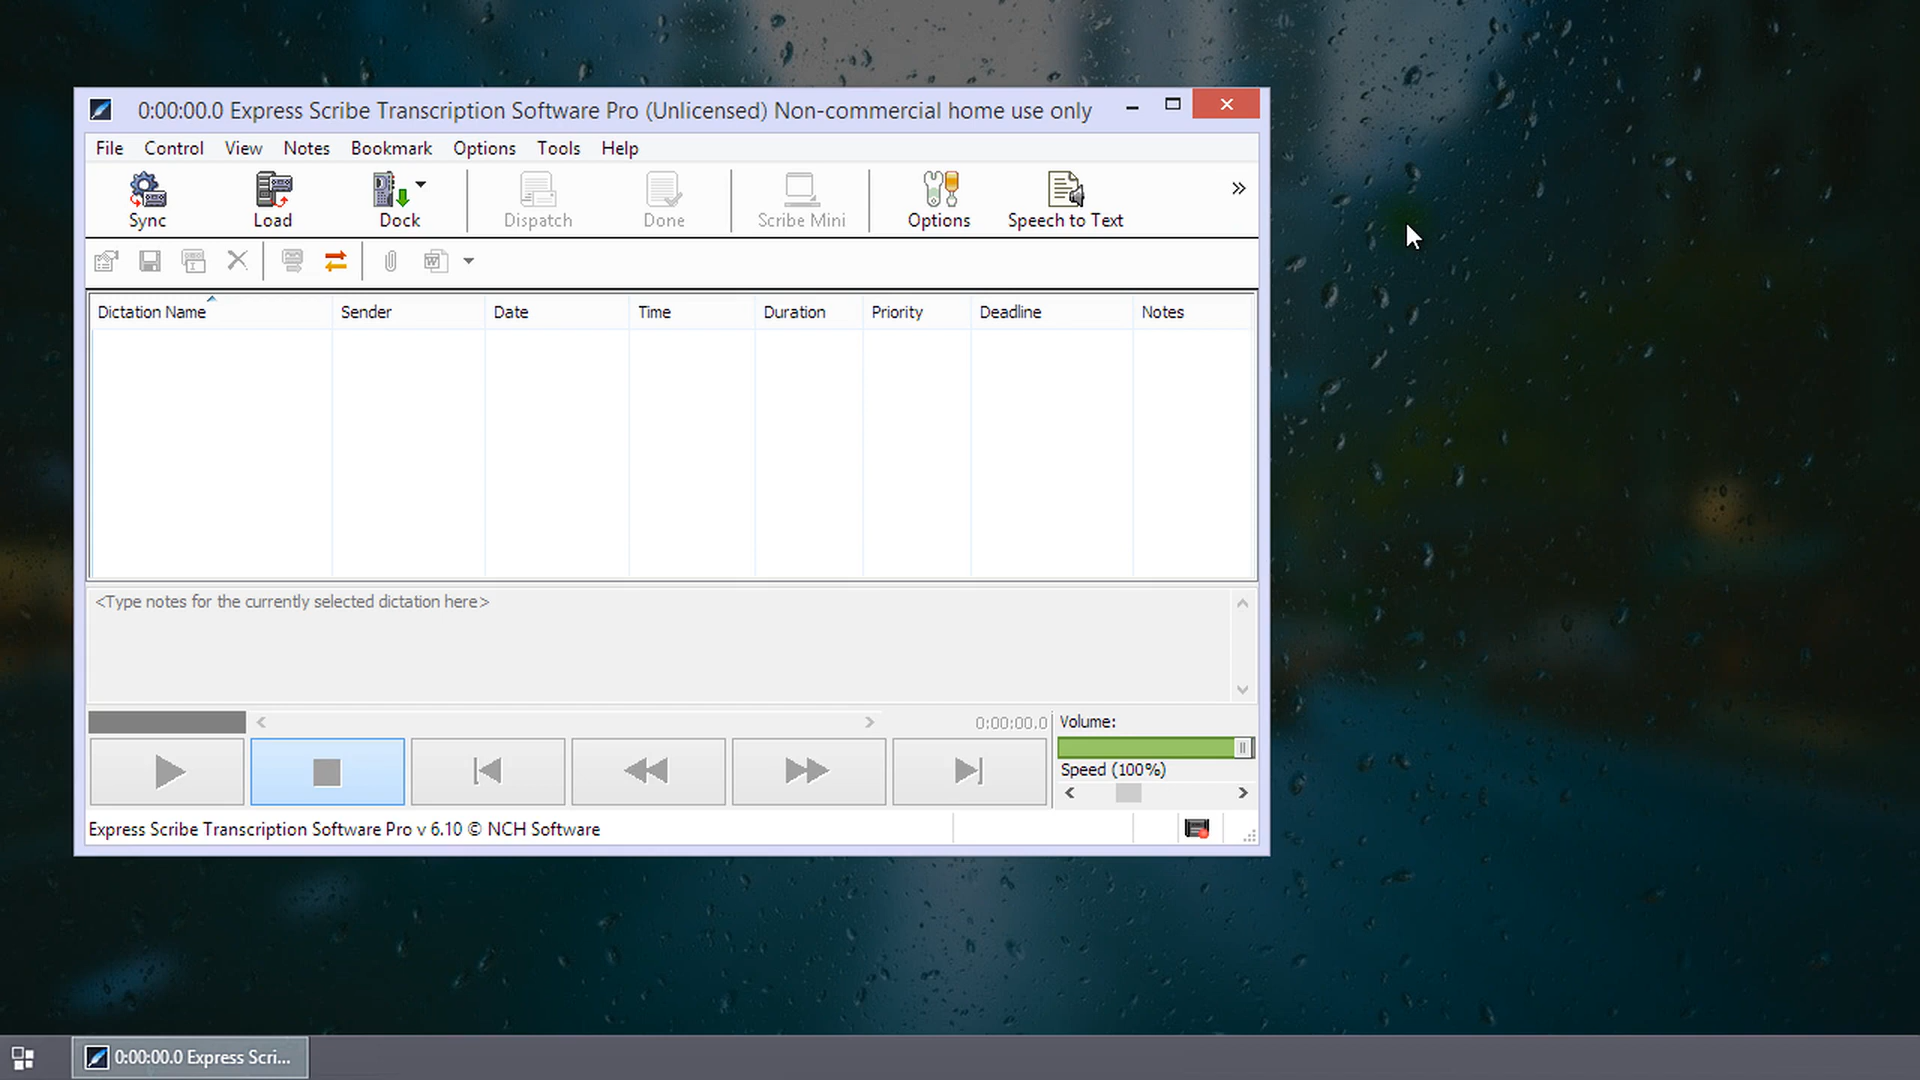 0:00:00.0 Express Scribe Transcription Software Pro (Unlicensed) Non-commercial home use only
File Control View Notes Bookmark Options Tools Help
Sync Load Dock Dispatch Done Scribe Mini Options Speech to Text
Dictation Name Sender Date Time Duration Priority Deadline Notes
<Type notes for the currently selected dictation here>
0:00:00.0 Volume:
Speed (100%)
Express Scribe Transcription Software Pro v 6.10 © NCH Software
0:00:00.0 Express Scri...